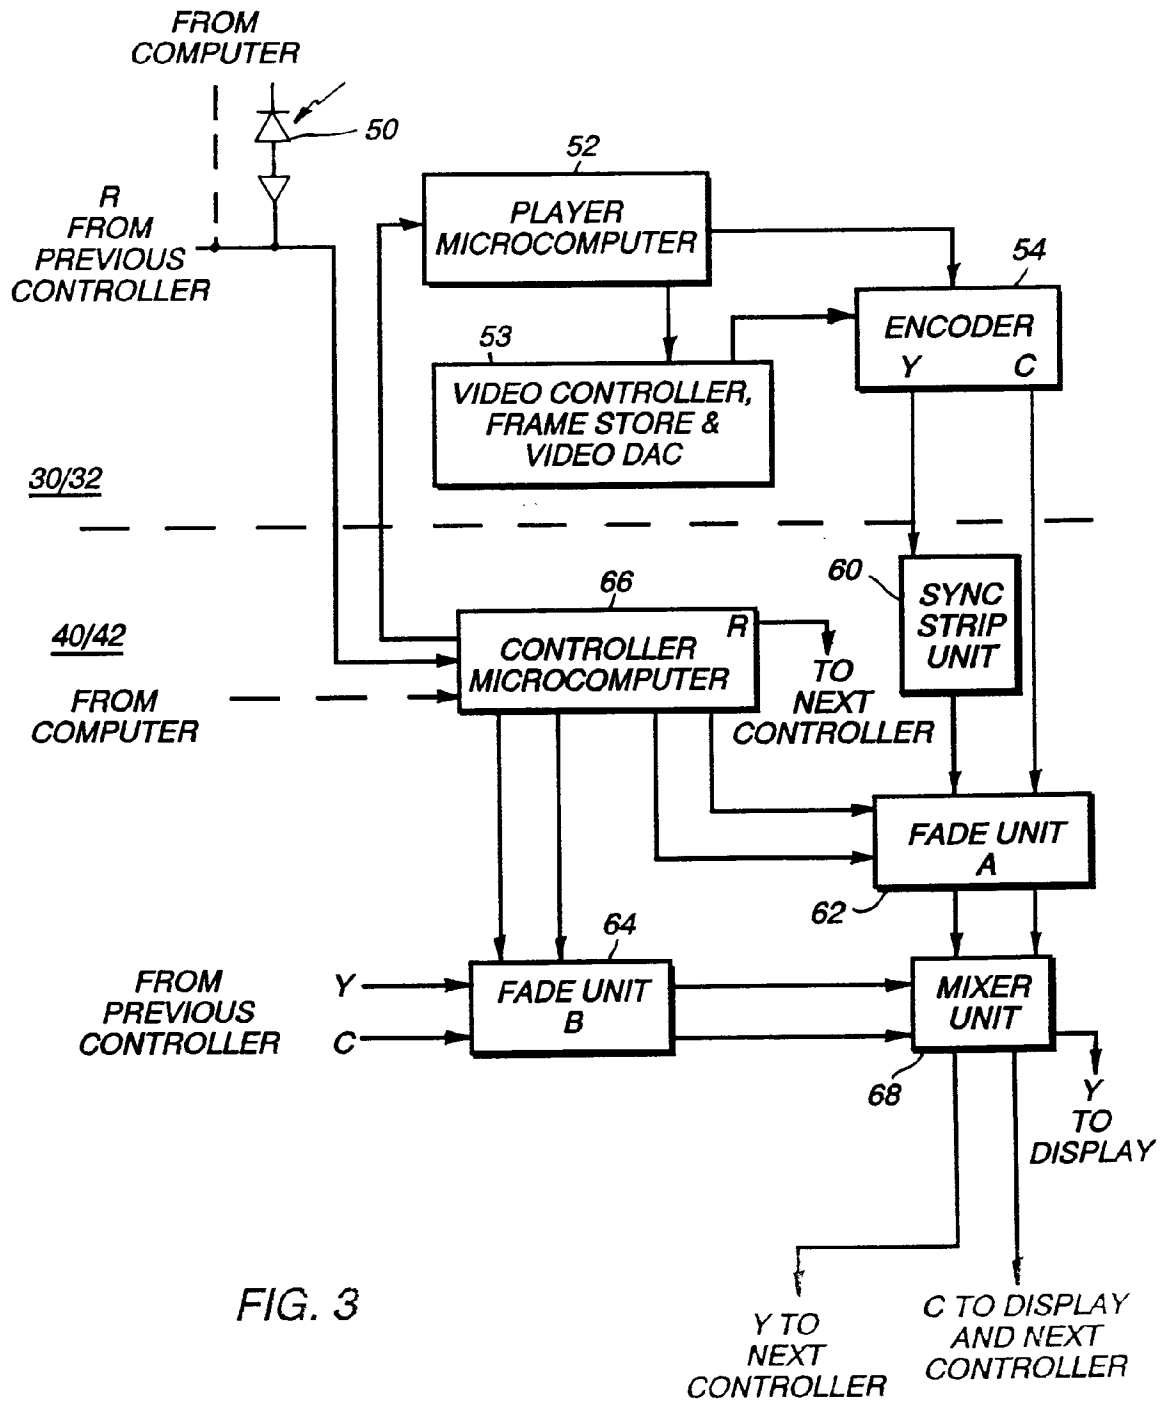 FROM
COMPUTER
50
R
FROM
PREVIOUS
CONTROLLER
52
PLAYER
MICROCOMPUTER
54
ENCODER
Y C
53
VIDEO CONTROLLER,
FRAME STORE &
VIDEO DAC
30/32
60
SYNC
STRIP
UNIT
66
R
CONTROLLER
MICROCOMPUTER
40/42
FROM
COMPUTER
TO
NEXT
CONTROLLER
FADE UNIT
A
62
64
FROM
PREVIOUS
CONTROLLER
Y
C
FADE UNIT
B
MIXER
UNIT
68
Y
TO
DISPLAY
FIG. 3
Y TO
NEXT
CONTROLLER
C TO DISPLAY
AND NEXT
CONTROLLER